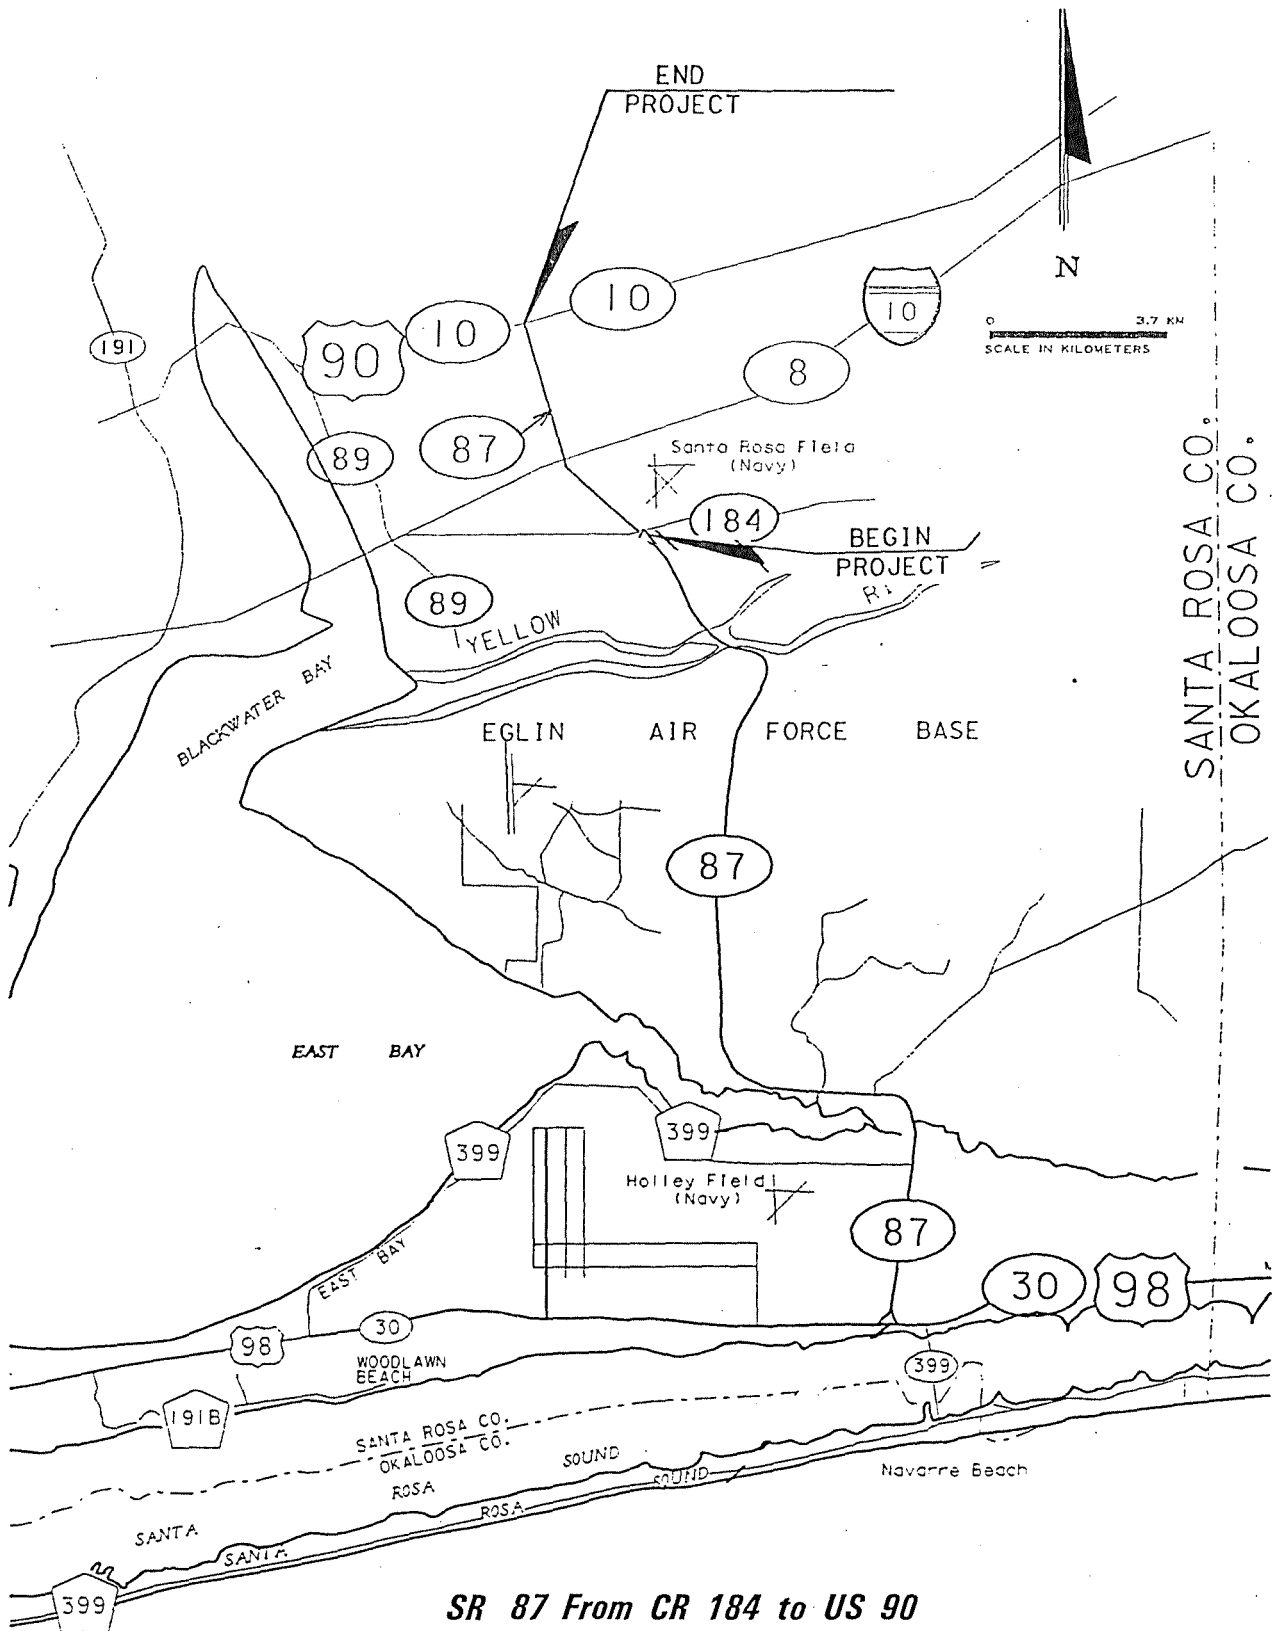 END
PROJECT
N
0 3.7 KM
SCALE IN KILOMETERS
10
10
10
90
191
8
87
89
Santa Rosa Field
(Navy)
184
BEGIN
PROJECT
SANTA ROSA CO.
OKALOOSA CO.
89
YELLOW
RI
BLACKWATER BAY
EGLIN AIR FORCE BASE
87
EAST BAY
399
399
Holley Field
(Navy)
87
EAST BAY
30
98
30
98
WOODLAWN
BEACH
399
191B
SANTA ROSA CO.
OKALOOSA CO.
SANTA ROSA SOUND
SANTA ROSA SOUND
Navarre Beach
399
SR 87 From CR 184 to US 90